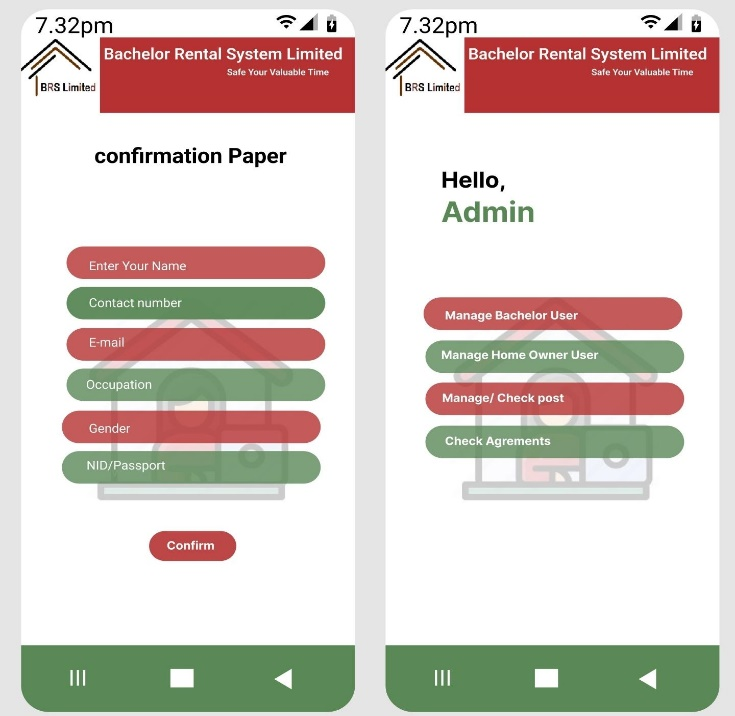 7.32pm
BRS Limited
Bachelor Rental System Limited
Safe Your Valuable Time
confirmation Paper
Enter Your Name
Contact number
E-mail
Occupation
Gender
NID/Passport
Confirm
7.32pm
BRS Limited
Bachelor Rental System Limited
Safe Your Valuable Time
Hello,
Admin
Manage Bachelor User
Manage Home Owner User
Manage/ Check post
Check Agrements